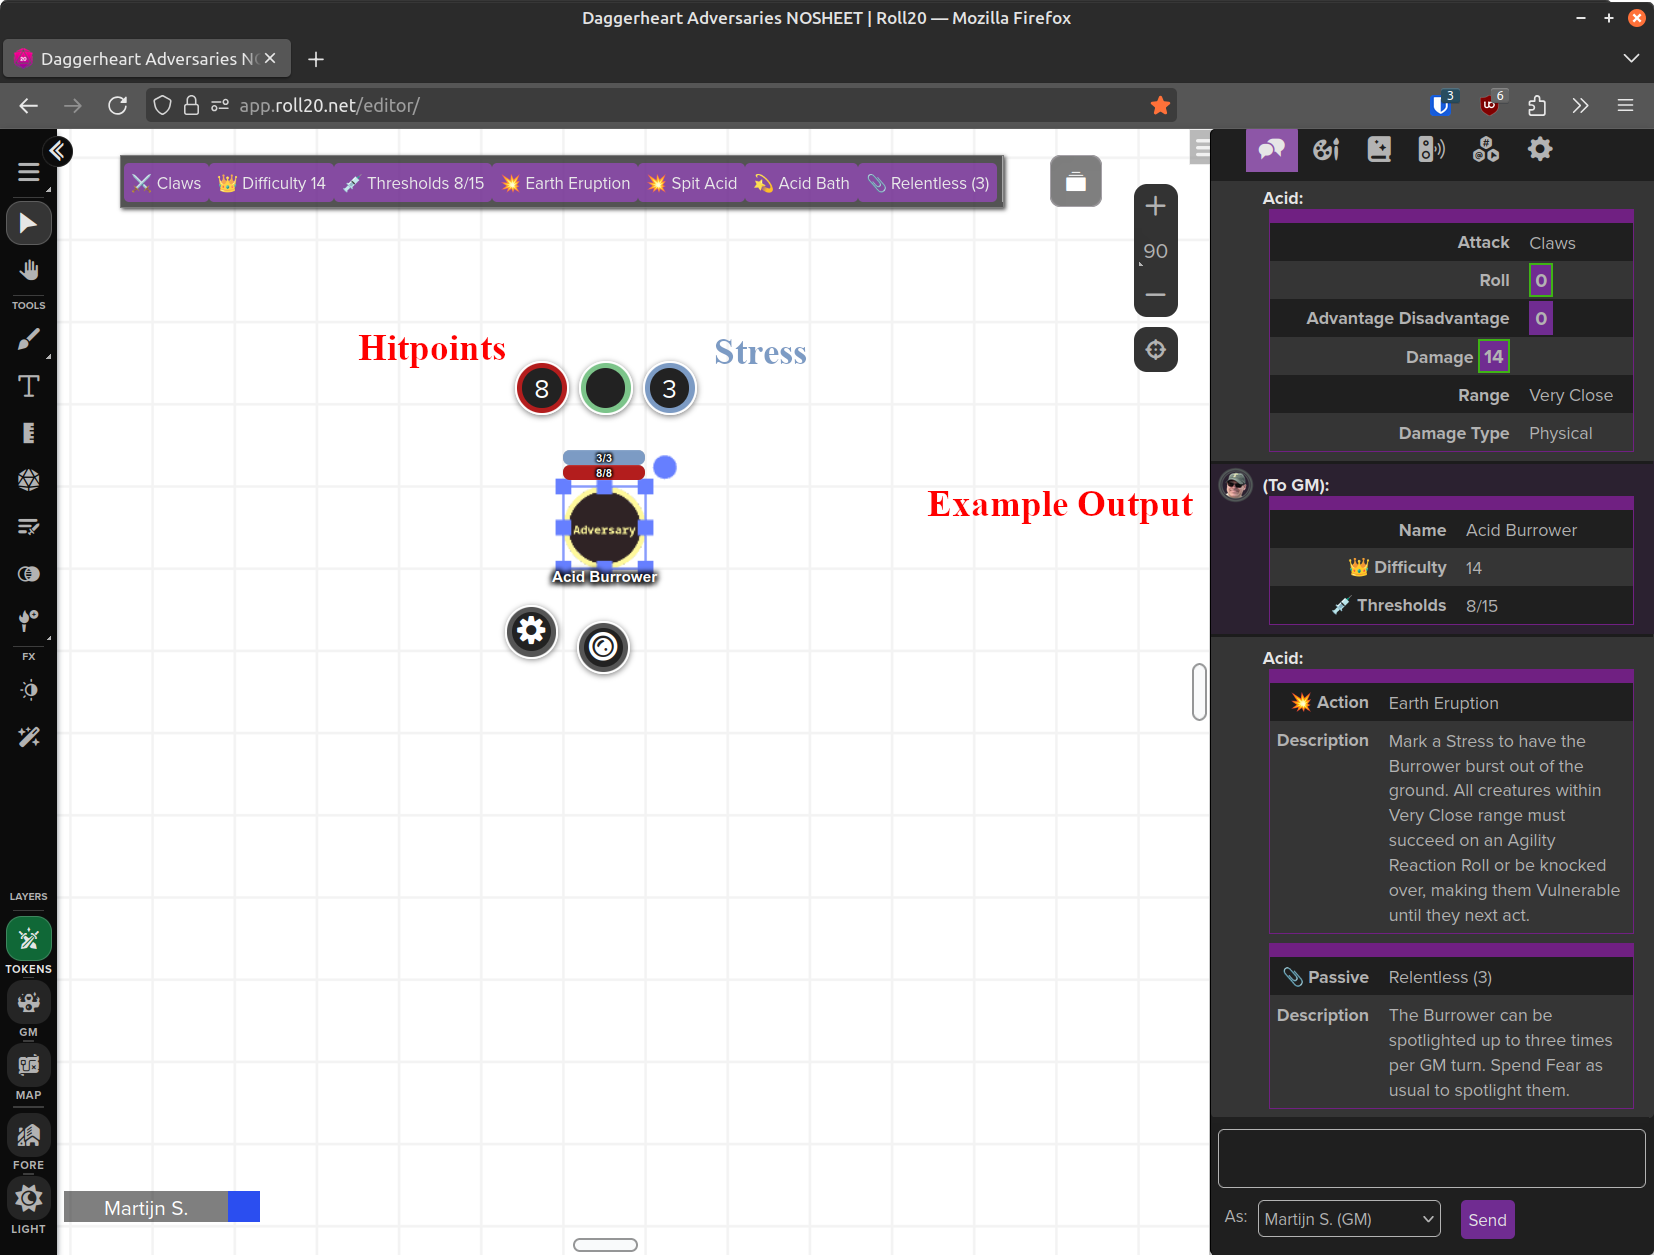 Daggerheart Adversaries NOSHEET | Roll20 — Mozilla Firefox
Daggerheart Adversaries N
app.roll20.net/editor/
3
6
Claws
Difficulty 14
Thresholds 8/15
Earth Eruption
Spit Acid
Acid Bath
Relentless (3)
90
TOOLS
FX
LAYERS
TOKENS
GM
MAP
FORE
LIGHT
Hitpoints
Stress
8
3
3/3
8/8
Adversary
Acid Burrower
Example Output
Martijn S.
Acid:
Attack Claws
Roll 0
Advantage Disadvantage 0
Damage 14
Range Very Close
Damage Type Physical
(To GM):
Name Acid Burrower
Difficulty 14
Thresholds 8/15
Acid:
Action Earth Eruption
Description Mark a Stress to have the
Burrower burst out of the
ground. All creatures within
Very Close range must
succeed on an Agility
Reaction Roll or be knocked
over, making them Vulnerable
until they next act.
Passive Relentless (3)
Description The Burrower can be
spotlighted up to three times
per GM turn. Spend Fear as
usual to spotlight them.
As: Martijn S. (GM) Send